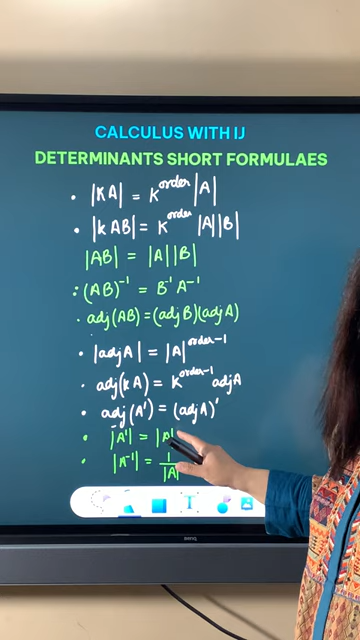 CALCULUS WITH IJ
DETERMINANTS SHORT FORMULAES
• |KA| = K^order |A|
• |KAB| = K^order |A||B|
|AB| = |A||B|
: (AB)⁻¹ = B⁻¹ A⁻¹
• adj(AB) = (adj B)(adj A)
• |adj A| = |A|^order-1
• adj(KA) = K^order-1 adj A
• adj(A') = (adj A)'
• |A'| = |A|
• |A⁻¹| = 1/|A|
T
BENQ